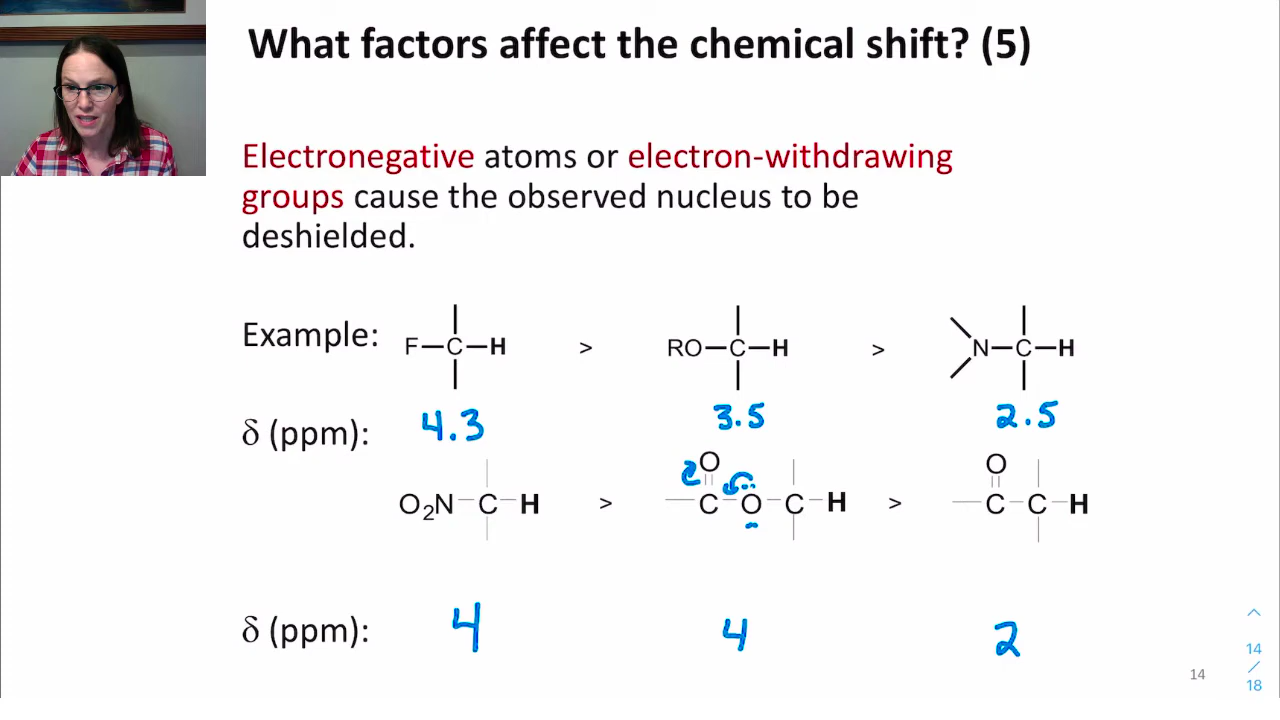 What factors affect the chemical shift? (5)
Electronegative atoms or electron-withdrawing
groups cause the observed nucleus to be
deshielded.
Example: F—C—H > RO—C—H > N—C—H
δ (ppm): 4.3 3.5 2.5
O O
O₂N—C—H > C—O—C—H > C—C—H
δ (ppm): 4 4 2
14
14
/
18